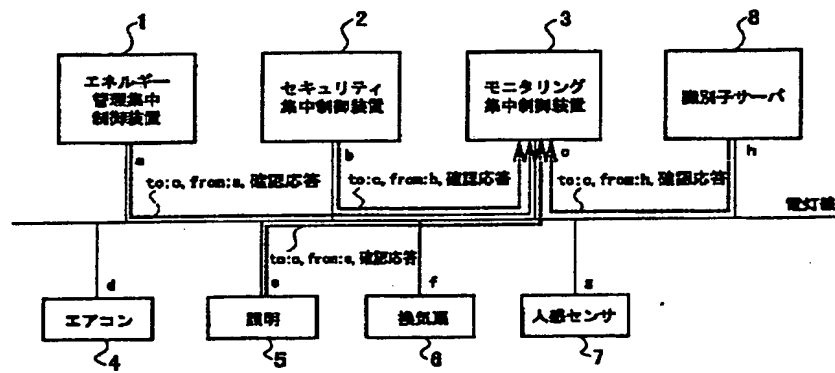 1
2
3
8
エネルギー
管理集中
制御装置
セキュリティ
集中制御装置
モニタリング
集中制御装置
識別子サーバ
a
b
c
h
to:c, from:a, 確認応答
to:c, from:b, 確認応答
to:c, from:h, 確認応答
電灯線
to:c, from:e, 確認応答
d
e
f
g
エアコン
照明
換気扇
人感センサ
4
5
6
7